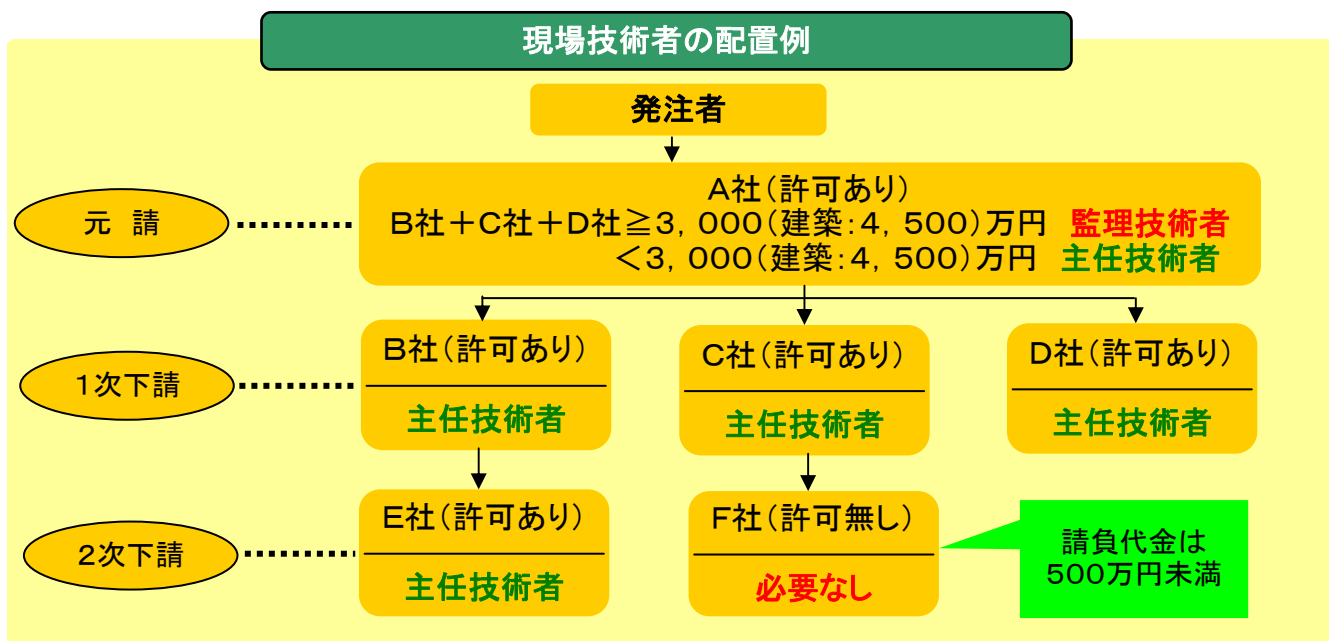 現場技術者の配置例
発注者
元 請
A社(許可あり)
B社+C社+D社≧3,000(建築:4,500)万円 監理技術者
<3,000(建築:4,500)万円 主任技術者
1次下請
B社(許可あり)
主任技術者
C社(許可あり)
主任技術者
D社(許可あり)
主任技術者
2次下請
E社(許可あり)
主任技術者
F社(許可無し)
必要なし
請負代金は
500万円未満